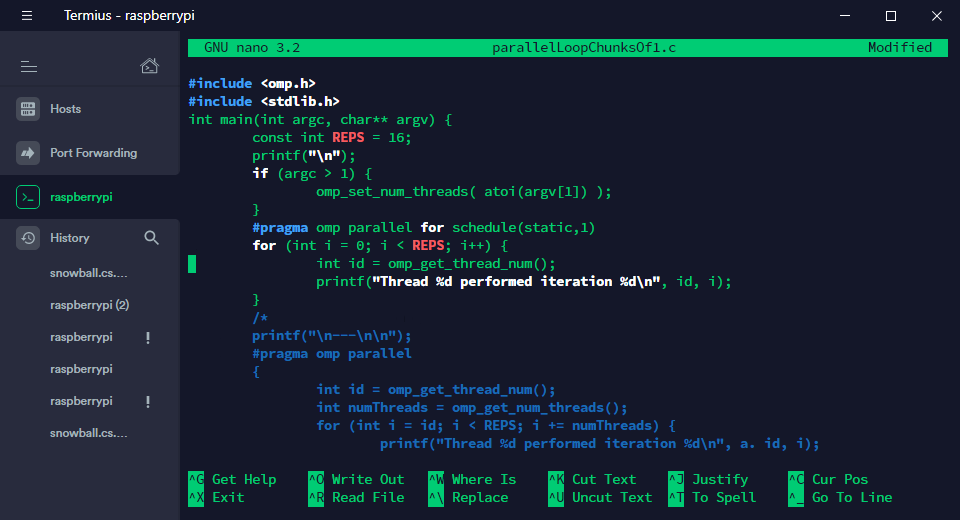 Termius - raspberrypi
Hosts
Port Forwarding
raspberrypi
History
snowball.cs....
raspberrypi (2)
raspberrypi !
raspberrypi
raspberrypi !
snowball.cs....
GNU nano 3.2 parallelLoopChunksOf1.c Modified
#include <omp.h>
#include <stdlib.h>
int main(int argc, char** argv) {
const int REPS = 16;
printf("\n");
if (argc > 1) {
omp_set_num_threads( atoi(argv[1]) );
}
#pragma omp parallel for schedule(static,1)
for (int i = 0; i < REPS; i++) {
int id = omp_get_thread_num();
printf("Thread %d performed iteration %d\n", id, i);
}
/*
printf("\n---\n\n");
#pragma omp parallel
{
int id = omp_get_thread_num();
int numThreads = omp_get_num_threads();
for (int i = id; i < REPS; i += numThreads) {
printf("Thread %d performed iteration %d\n", a. id, i);
^G Get Help ^O Write Out ^W Where Is ^K Cut Text ^J Justify ^C Cur Pos
^X Exit ^R Read File ^\ Replace ^U Uncut Text ^T To Spell ^_ Go To Line